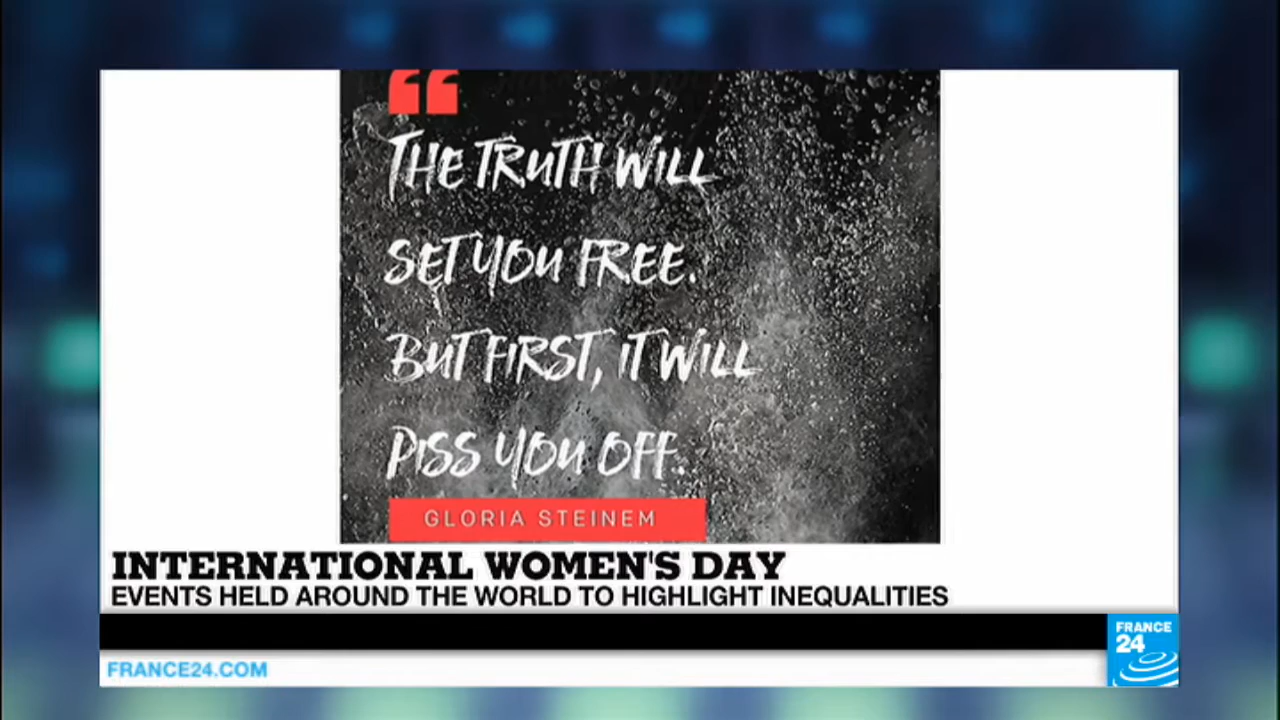 “
THE TRUTH WILL
SET YOU FREE.
BUT FIRST, IT WILL
PISS YOU OFF.
GLORIA STEINEM
INTERNATIONAL WOMEN'S DAY
EVENTS HELD AROUND THE WORLD TO HIGHLIGHT INEQUALITIES
FRANCE
24
FRANCE24.COM